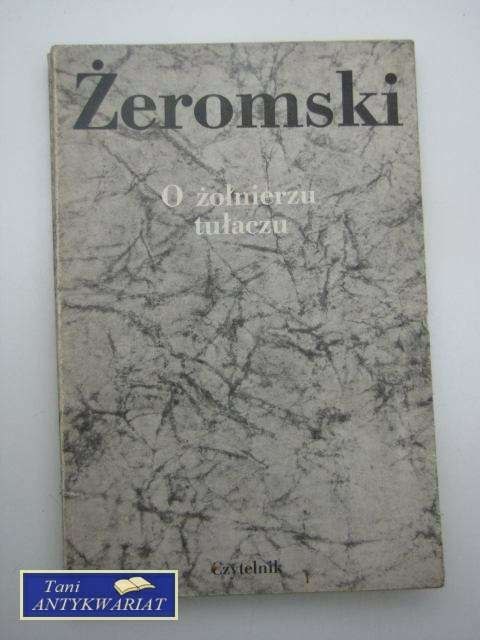 Żeromski
O żołnierzu
tułaczu
Czytelnik
Tani
ANTYKWARIAT